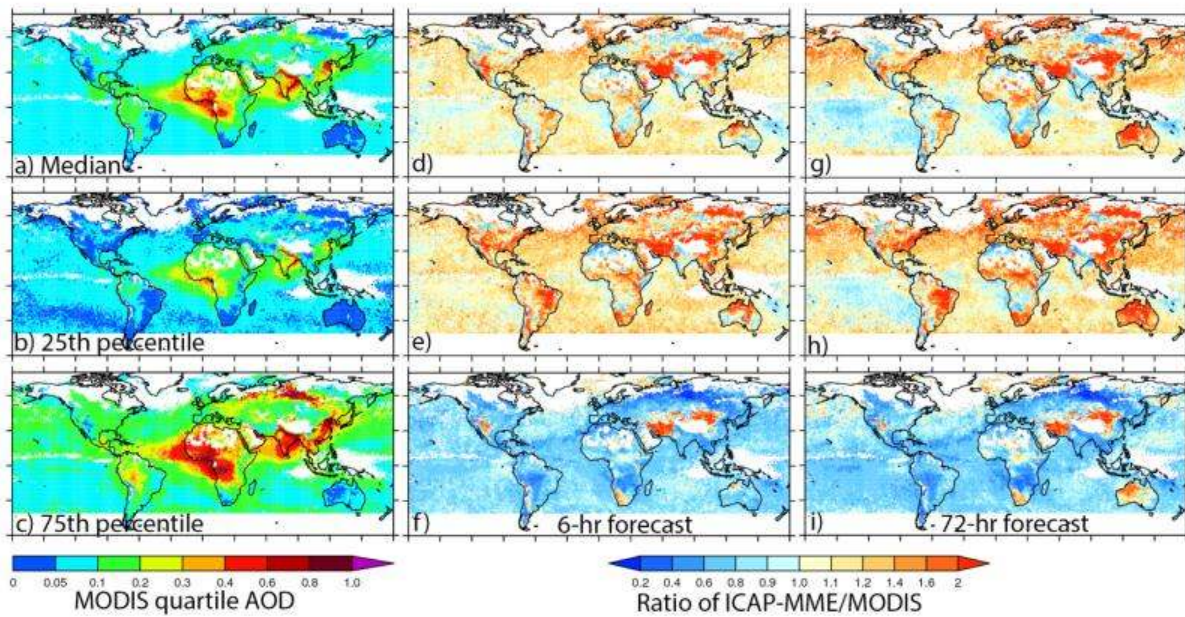 a) Median
d)
g)
b) 25th percentile
e)
h)
c) 75th percentile
f)
6-hr forecast
i)
72-hr forecast
0 0.05 0.1 0.2 0.3 0.4 0.6 0.8 1.0
0.2 0.4 0.6 0.8 0.9 1.0 1.1 1.2 1.4 1.6 2
MODIS quartile AOD
Ratio of ICAP-MME/MODIS